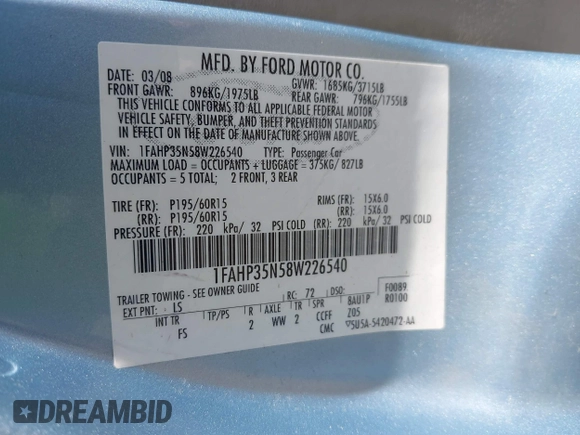 MFD. BY FORD MOTOR CO.
DATE: 03/08 GVWR: 1685KG/3715LB
FRONT GAWR: 896KG/1975LB REAR GAWR: 796KG/1755LB
THIS VEHICLE CONFORMS TO ALL APPLICABLE FEDERAL MOTOR
VEHICLE SAFETY, BUMPER, AND THEFT PREVENTION STANDARDS
IN EFFECT ON THE DATE OF MANUFACTURE SHOWN ABOVE.
VIN: 1FAHP35N58W226540 TYPE: Passenger Car
MAXIMUM LOAD = OCCUPANTS + LUGGAGE = 375KG/ 827LB
OCCUPANTS = 5 TOTAL; 2 FRONT, 3 REAR
TIRE (FR): P195/60R15 RIMS (FR): 15X6.0
(RR): P195/60R15 (RR): 15X6.0
PRESSURE (FR): 220 kPa/ 32 PSI COLD (RR): 220 kPa/ 32 PSI COLD
1FAHP35N58W226540
TRAILER TOWING - SEE OWNER GUIDE RC: 72 DSO: F0089
EXT PNT: LS R0100
INT TR TP/PS R AXLE TR SPR 8AU1P
FS 2 WW 2 CCFF Z05
CMC 5U5A-5420472-AA
DREAMBID